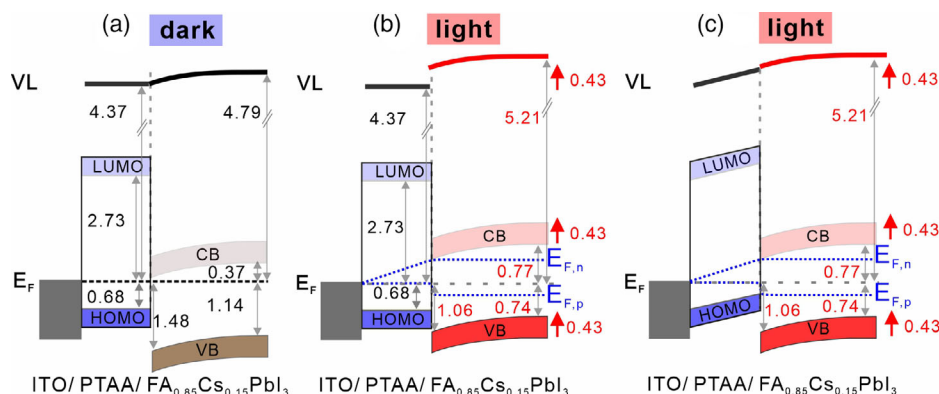 (a) dark
VL
4.37
4.79
LUMO
2.73
CB
0.37
E_F
0.68
1.14
HOMO
1.48
VB
ITO/ PTAA/ FA₀.₈₅Cs₀.₁₅PbI₃
(b) light
0.43
4.37
5.21
LUMO
2.73
CB
0.43
E_F,n
0.77
0.68
E_F,p
HOMO
1.06
0.74
VB
0.43
ITO/ PTAA/ FA₀.₈₅Cs₀.₁₅PbI₃
(c) light
VL
0.43
5.21
LUMO
CB
0.43
E_F,n
0.77
E_F
E_F,p
HOMO
1.06
0.74
VB
0.43
ITO/ PTAA/ FA₀.₈₅Cs₀.₁₅PbI₃